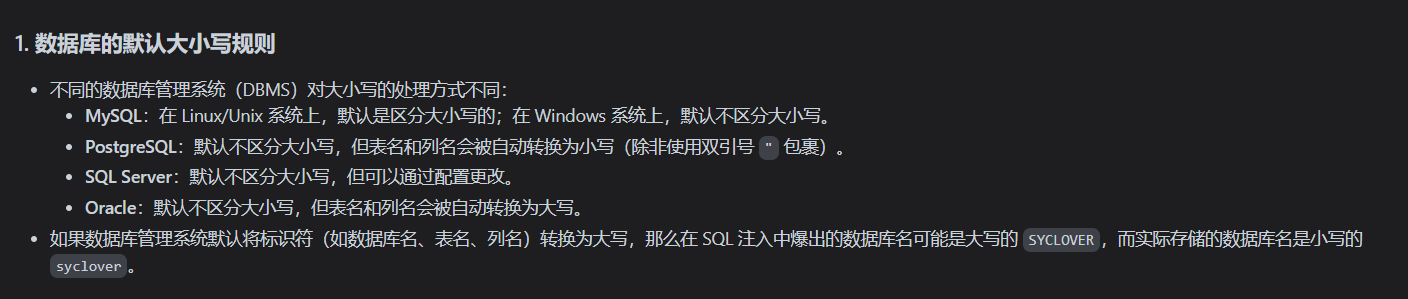 1. 数据库的默认大小写规则
不同的数据库管理系统（DBMS）对大小写的处理方式不同：
MySQL：在 Linux/Unix 系统上，默认是区分大小写的；在 Windows 系统上，默认不区分大小写。
PostgreSQL：默认不区分大小写，但表名和列名会被自动转换为小写（除非使用双引号 " 包裹）。
SQL Server：默认不区分大小写，但可以通过配置更改。
Oracle：默认不区分大小写，但表名和列名会被自动转换为大写。
如果数据库管理系统默认将标识符（如数据库名、表名、列名）转换为大写，那么在 SQL 注入中爆出的数据库名可能是大写的 SYCLOVER，而实际存储的数据库名是小写的
syclover。